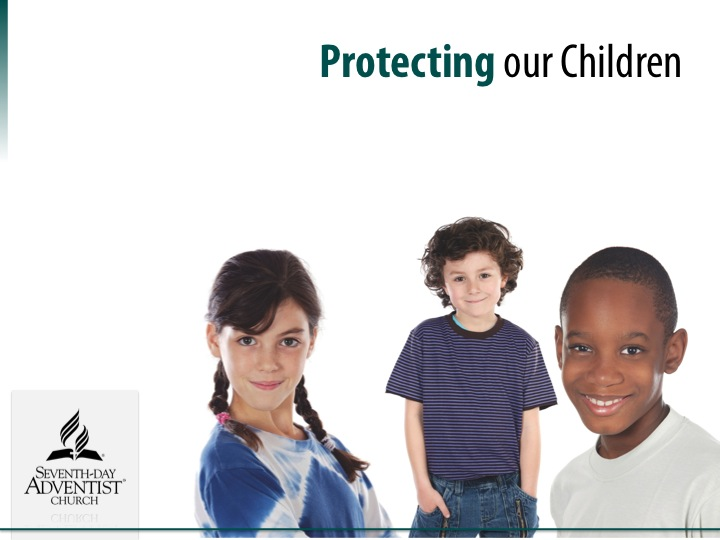 Protecting our Children
SEVENTH-DAY
ADVENTIST®
CHURCH